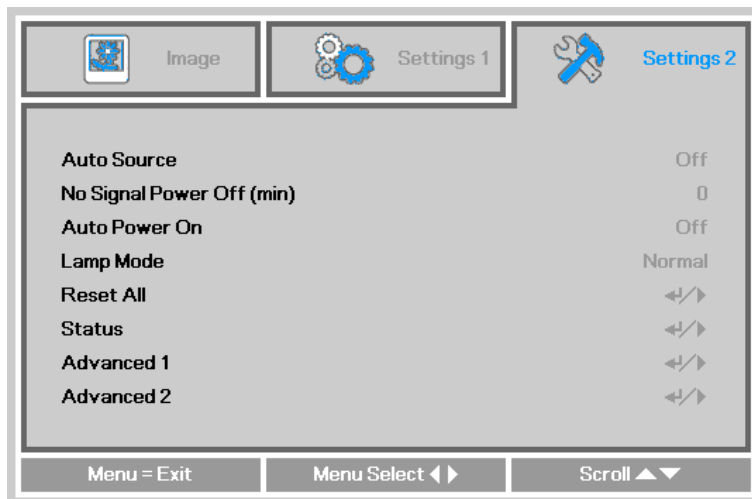 Image
Settings 1
Settings 2
Auto Source Off
No Signal Power Off (min) 0
Auto Power On Off
Lamp Mode Normal
Reset All
Status
Advanced 1
Advanced 2
Menu = Exit
Menu Select
Scroll